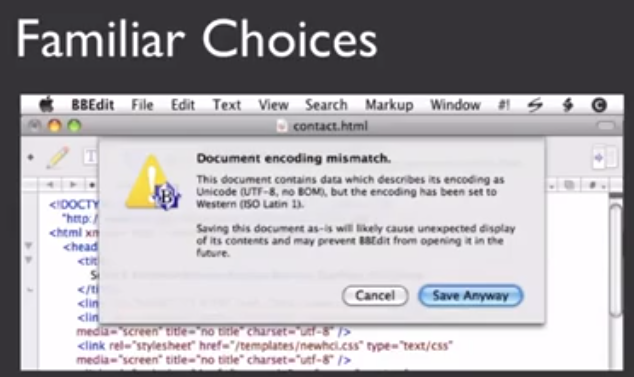 Familiar Choices
BBEdit File Edit Text View Search Markup Window #!
contact.html
Document encoding mismatch.
This document contains data which describes its encoding as
Unicode (UTF-8, no BOM), but the encoding has been set to
Western (ISO Latin 1).
Saving this document as-is will likely cause unexpected display
of its contents and may prevent BBEdit from opening it in the
future.
Cancel Save Anyway
<!DOCTY
"http:/
<html xm
<head
<titl
S
</ti
<lin
<lin
media="screen" title="no title" charset="utf-8" />
<link rel="stylesheet" href="/templates/newhci.css" type="text/css"
media="screen" title="no title" charset="utf-8" />